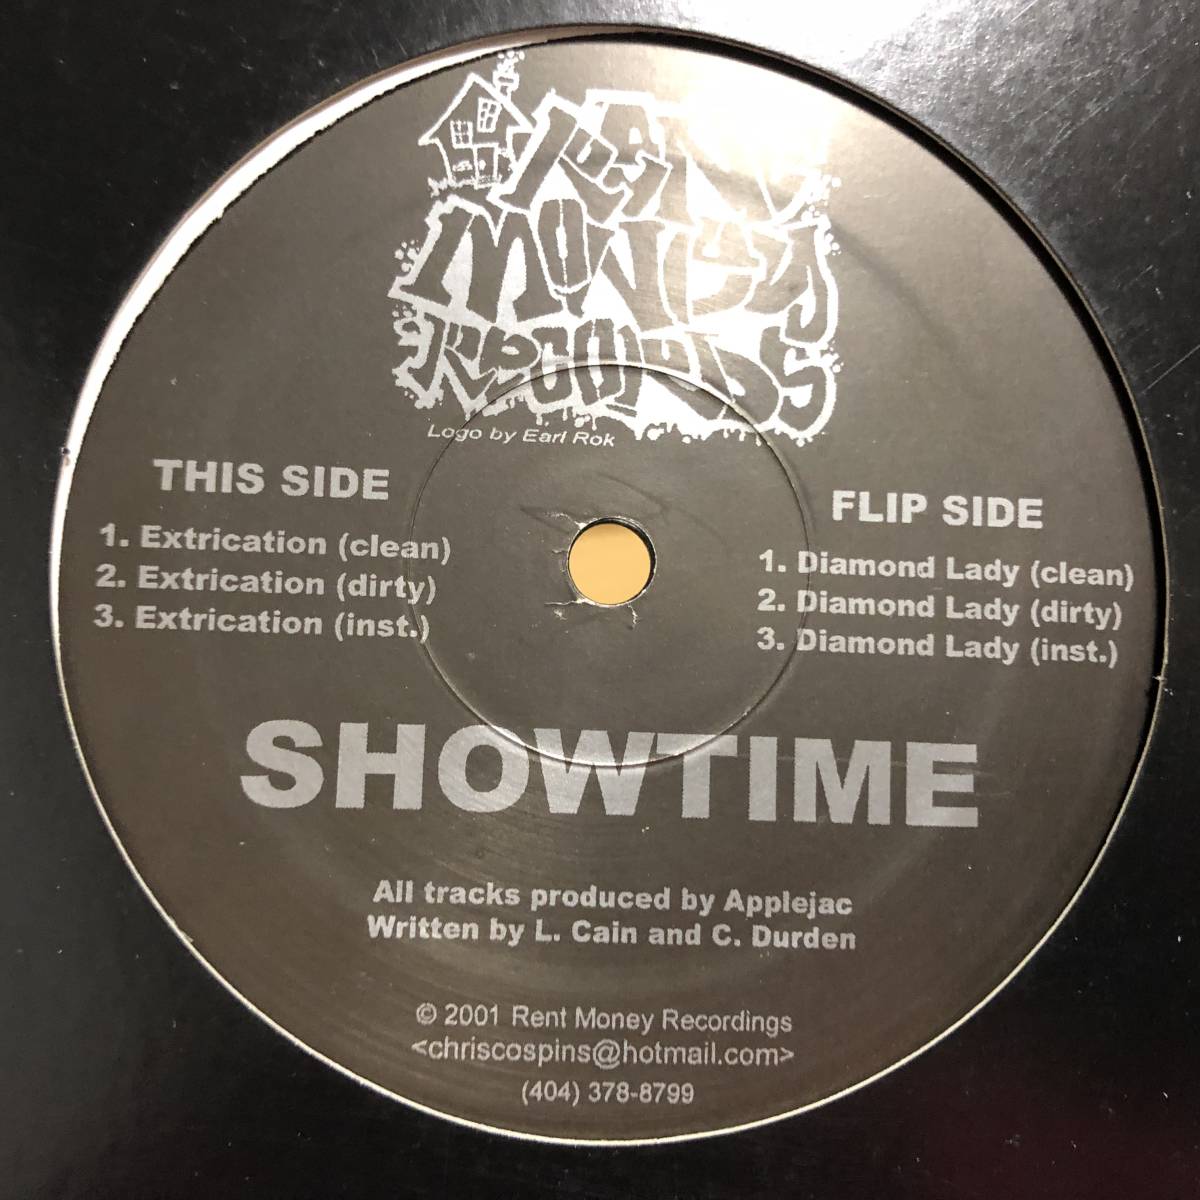 RENT
MONEY
RECORDS
Logo by Earl Rok
THIS SIDE
1. Extrication (clean)
2. Extrication (dirty)
3. Extrication (inst.)
FLIP SIDE
1. Diamond Lady (clean)
2. Diamond Lady (dirty)
3. Diamond Lady (inst.)
SHOWTIME
All tracks produced by Applejac
Written by L. Cain and C. Durden
© 2001 Rent Money Recordings
<chriscospins@hotmail.com>
(404) 378-8799